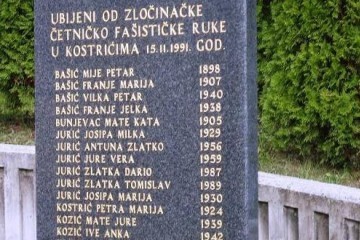 UBIJENI OD ZLOČINAČKE
ČETNIČKO FAŠISTIČKE RUKE
U KOSTRIĆIMA 15.11.1991. GOD.
BAŠIĆ MIJE PETAR 1898
BAŠIĆ FRANJE MARIJA 1907
BAŠIĆ VILKA PETAR 1940
BAŠIĆ FRANJE JELKA 1938
BUNJEVAC MATE KATA 1905
JURIĆ JOSIPA MILKA 1929
JURIĆ ANTUNA ZLATKO 1956
JURIĆ JURE VERA 1959
JURIĆ ZLATKA DARIO 1987
JURIĆ ZLATKA TOMISLAV 1989
JURIĆ JOSIPA MARIJA 1930
KOSTRIĆ PETRA MARIJA 1924
KOZIĆ MATE JURE 1939
KOZIĆ IVE ANKA 1942